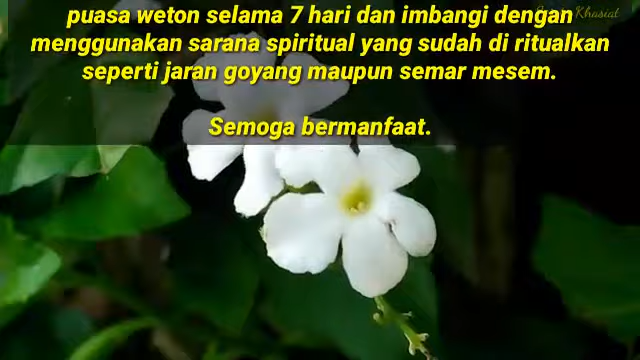 puasa weton selama 7 hari dan imbangi dengan
menggunakan sarana spiritual yang sudah di ritualkan
seperti jaran goyang maupun semar mesem.
Semoga bermanfaat.
Khasiat